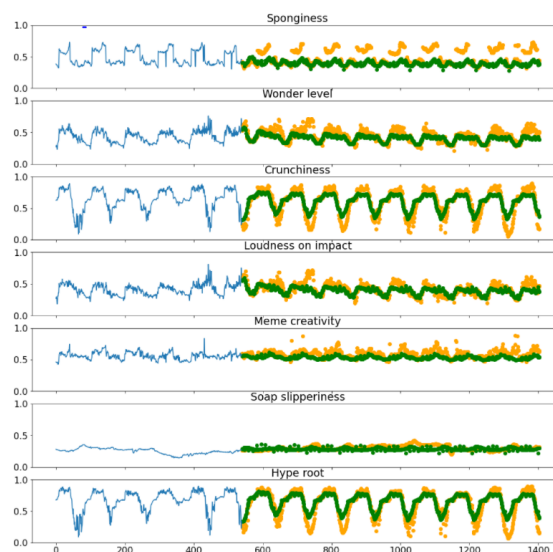 Sponginess
1.0
0.5
0.0
Wonder level
1.0
0.5
0.0
Crunchiness
1.0
0.5
0.0
Loudness on impact
1.0
0.5
0.0
Meme creativity
1.0
0.5
0.0
Soap slipperiness
1.0
0.5
0.0
Hype root
1.0
0.5
0.0
0 200 400 600 800 1000 1200 1400